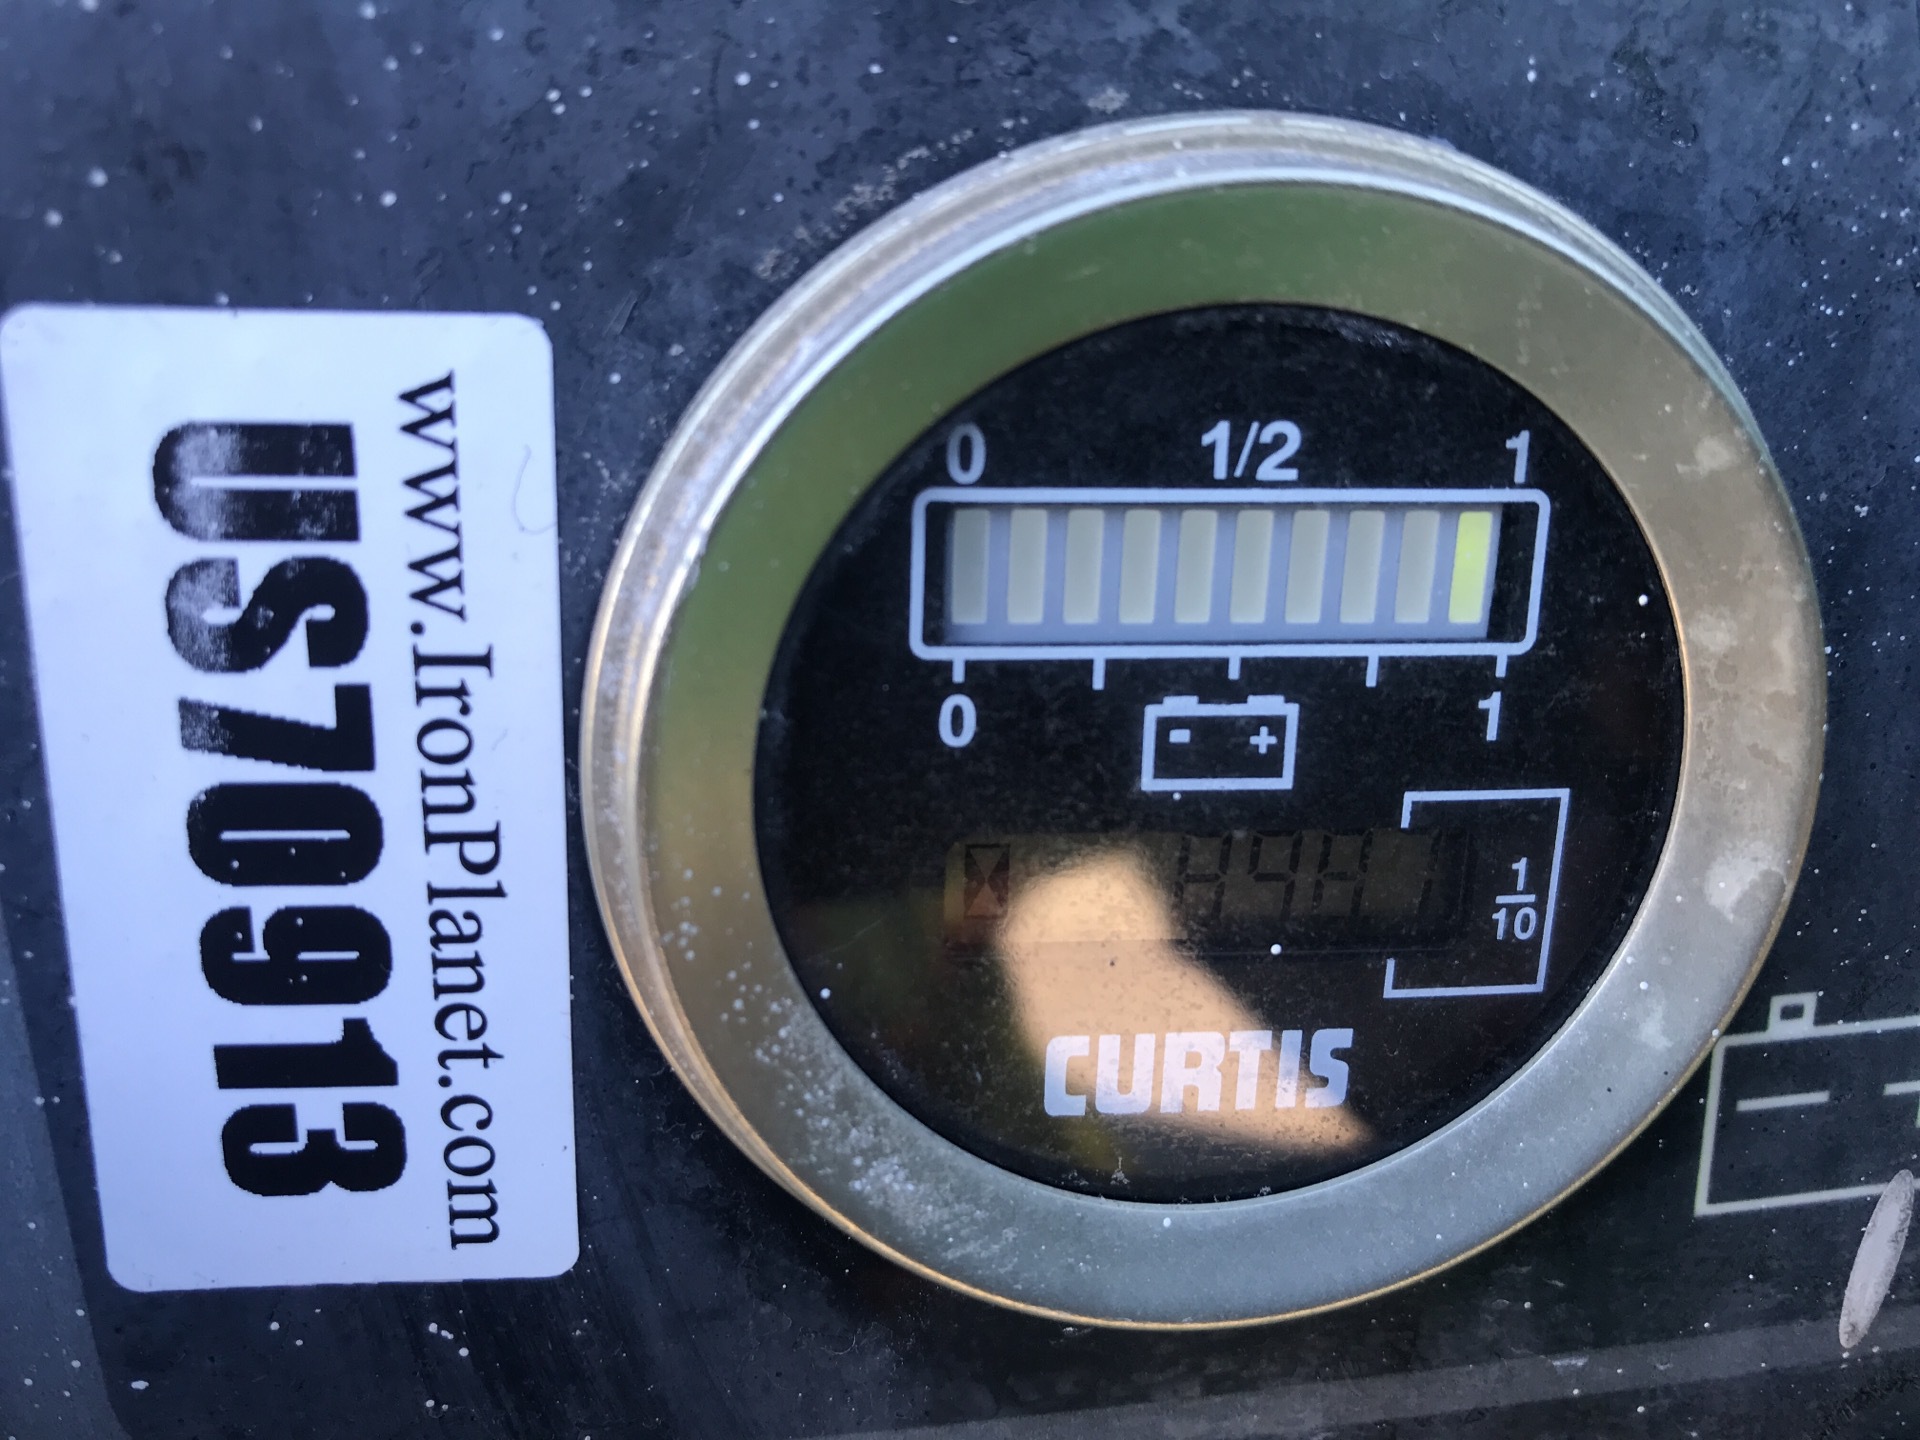 www.IronPlanet.com
US70913
0 1/2 1
0 1
- +
1/10
CURTIS